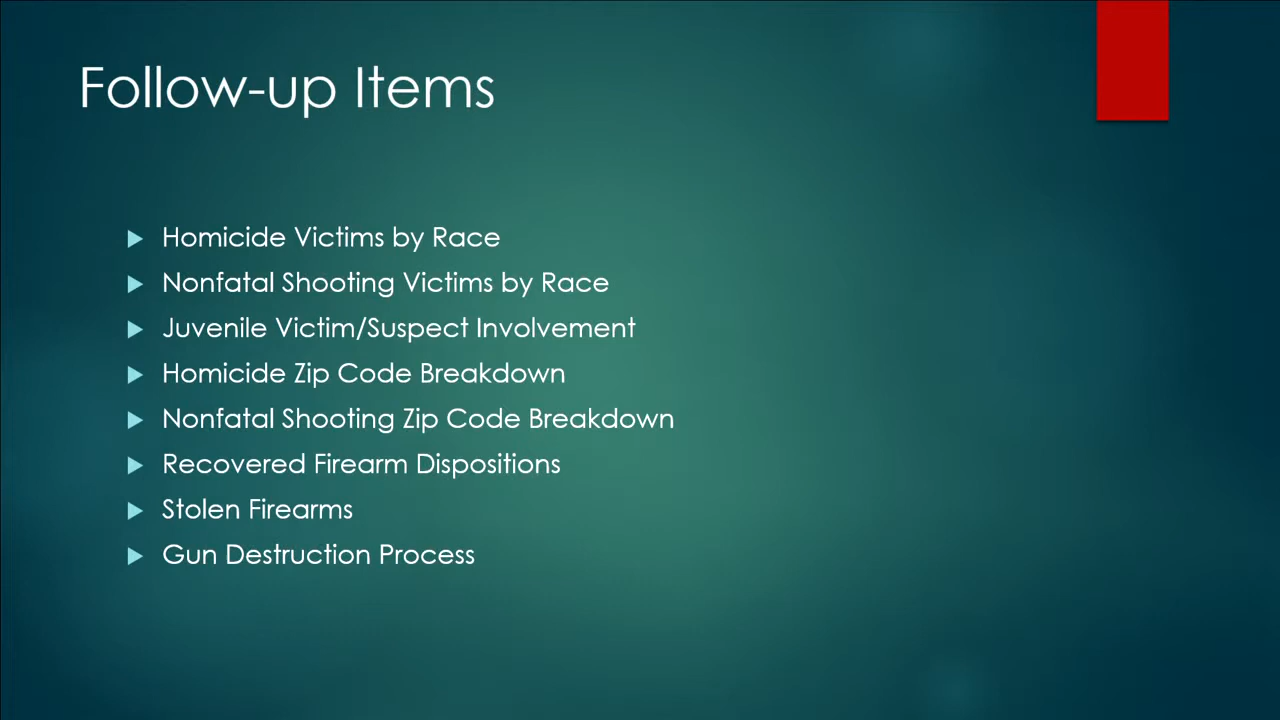 Follow-up Items
Homicide Victims by Race
Nonfatal Shooting Victims by Race
Juvenile Victim/Suspect Involvement
Homicide Zip Code Breakdown
Nonfatal Shooting Zip Code Breakdown
Recovered Firearm Dispositions
Stolen Firearms
Gun Destruction Process